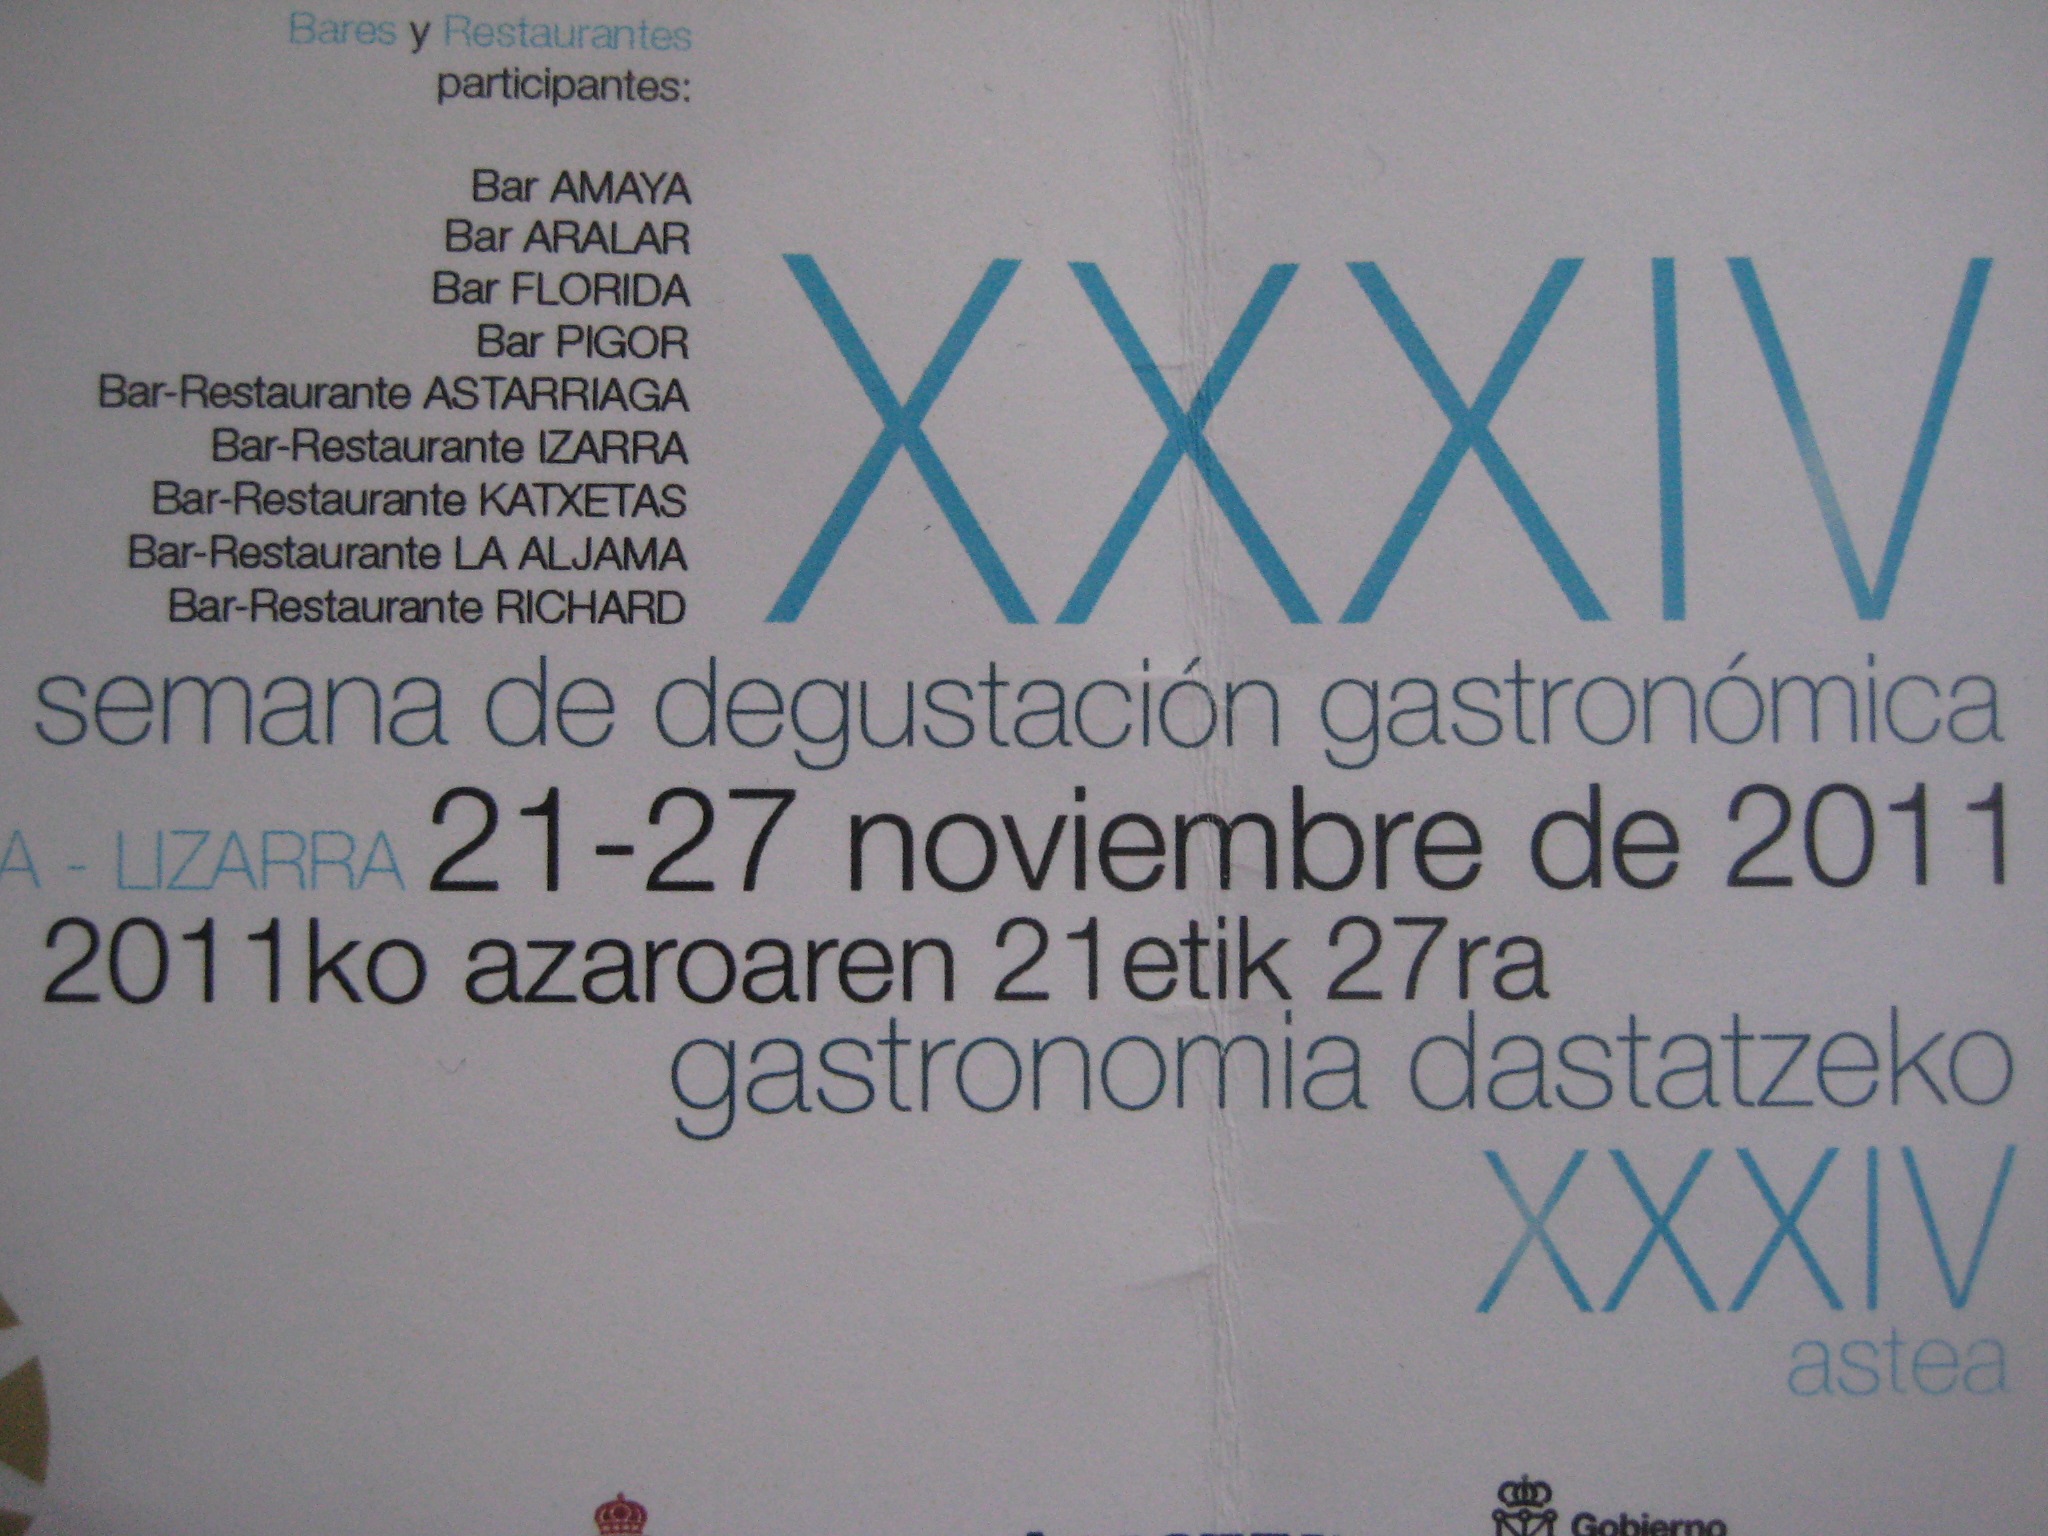 Bares y Restaurantes
participantes:
Bar AMAYA
Bar ARALAR
Bar FLORIDA
Bar PIGOR
Bar-Restaurante ASTARRIAGA
Bar-Restaurante IZARRA
Bar-Restaurante KATXETAS
Bar-Restaurante LA ALJAMA
Bar-Restaurante RICHARD
XXXIV
semana de degustación gastronómica
A - LIZARRA 21-27 noviembre de 2011
2011ko azaroaren 21etik 27ra
gastronomia dastatzeko
XXXIV
astea
Gobierno